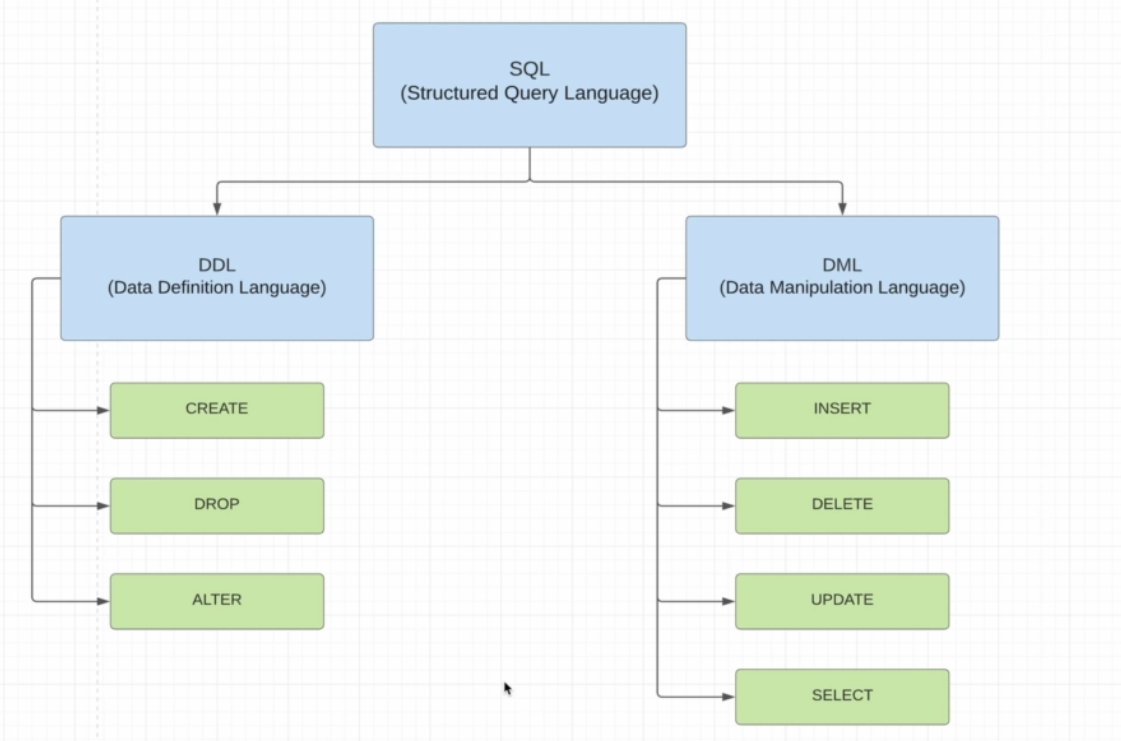 SQL
(Structured Query Language)
DDL
(Data Definition Language)
CREATE
DROP
ALTER
DML
(Data Manipulation Language)
INSERT
DELETE
UPDATE
SELECT